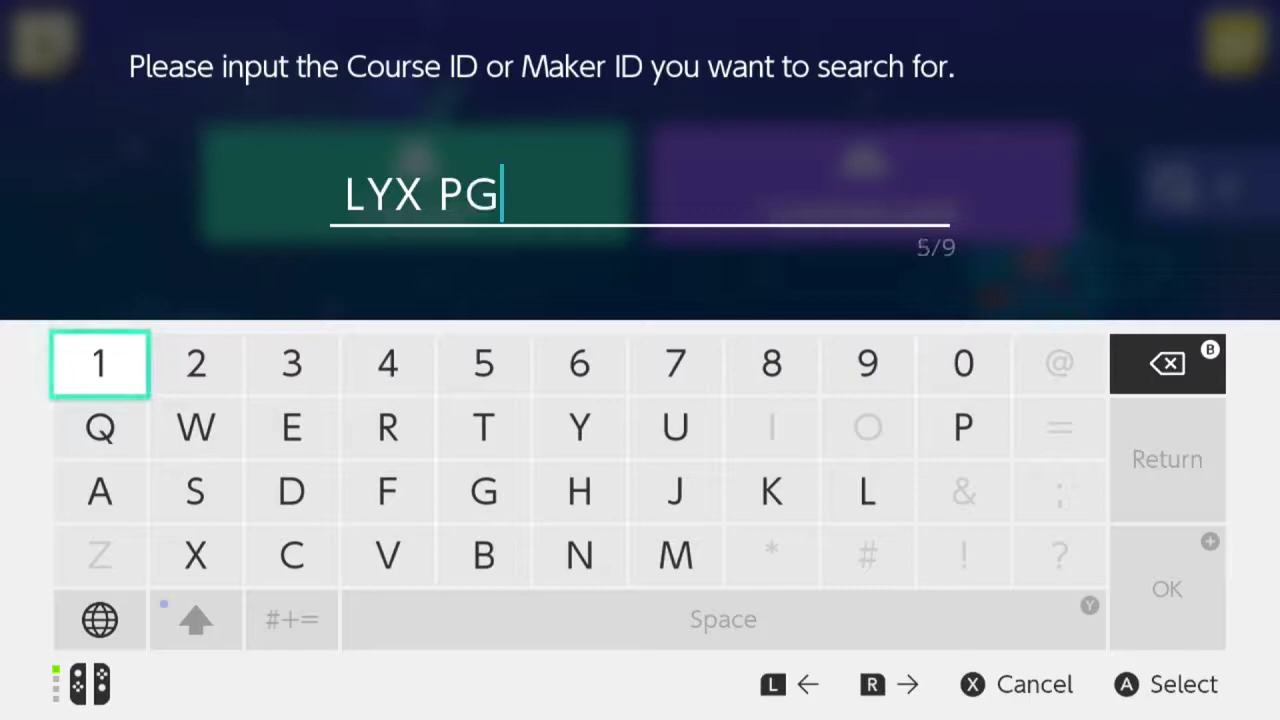 Please input the Course ID or Maker ID you want to search for.
LYX PG
5/9
1 2 3 4 5 6 7 8 9 0 @ B
Q W E R T Y U I O P =
Return
A S D F G H J K L & ;
Z X C V B N M * # ! ? +
OK
#+= Space Y
L ← R → X Cancel A Select